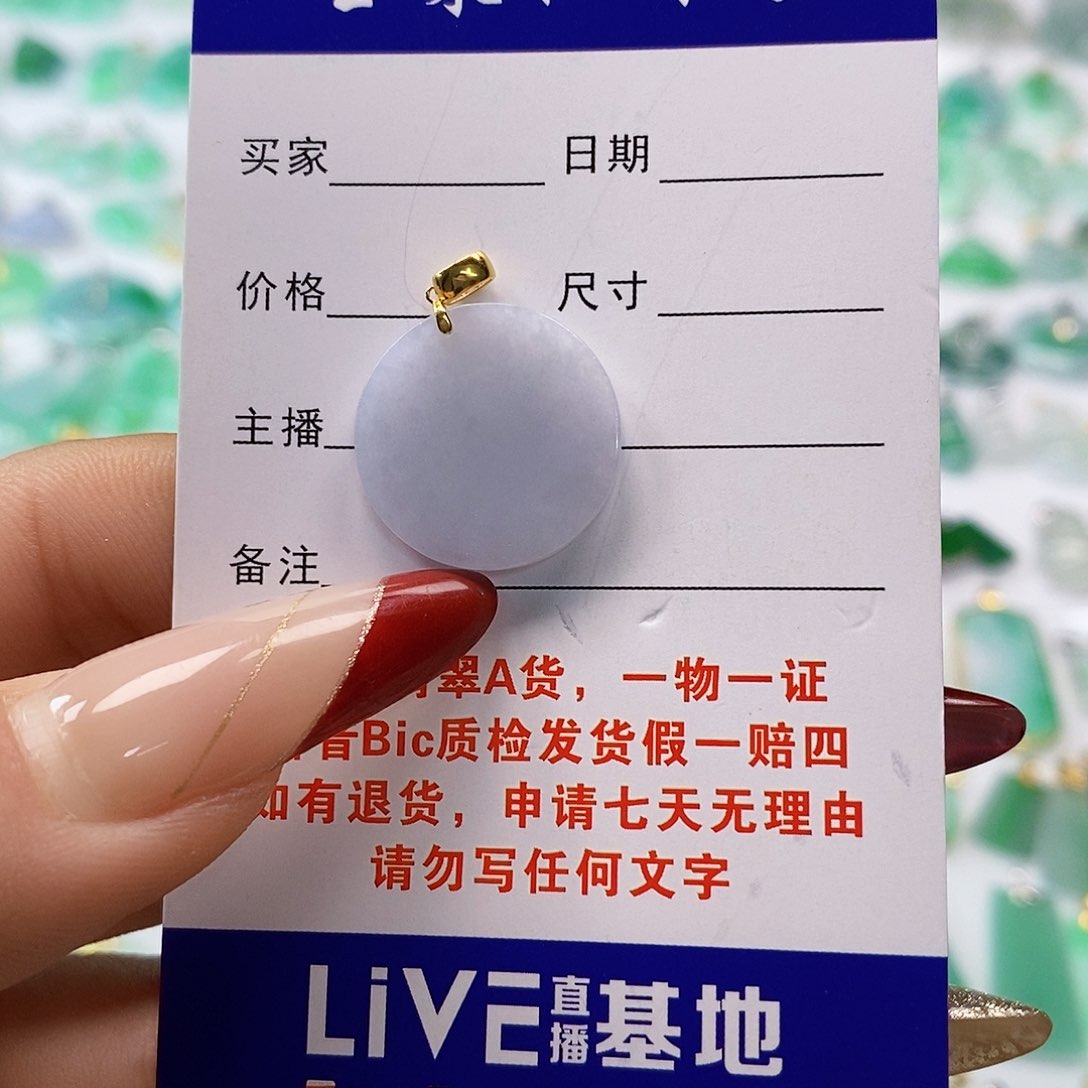 买家 日期
价格 尺寸
主播
备注
翠A货，一物一证
音Bic质检发货假一赔四
如有退货，申请七天无理由
请勿写任何文字
LiVE直播基地